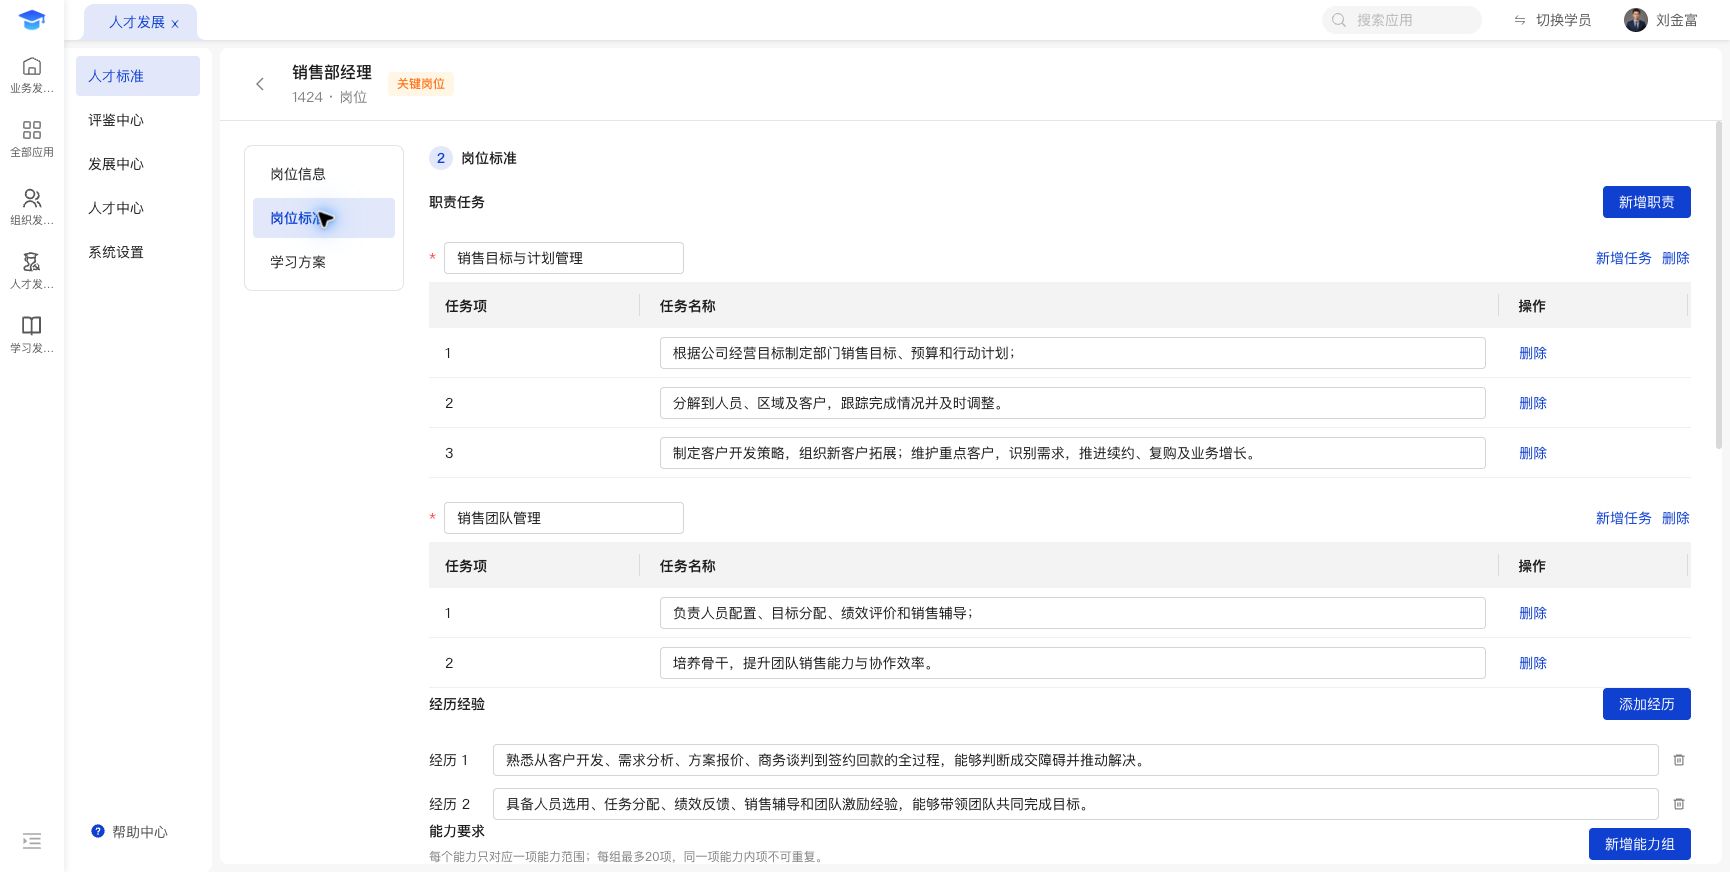 人才发展 x
搜索应用
切换学员
刘金富
业务发...
全部应用
组织发...
人才发...
学习发...
人才标准
评鉴中心
发展中心
人才中心
系统设置
帮助中心
销售部经理
1424 · 岗位
关键岗位
岗位信息
岗位标准
学习方案
2 岗位标准
职责任务
新增职责
* 销售目标与计划管理
新增任务 删除
任务项 任务名称 操作
1 根据公司经营目标制定部门销售目标、预算和行动计划； 删除
2 分解到人员、区域及客户，跟踪完成情况并及时调整。 删除
3 制定客户开发策略，组织新客户拓展；维护重点客户，识别需求，推进续约、复购及业务增长。 删除
* 销售团队管理
新增任务 删除
任务项 任务名称 操作
1 负责人员配置、目标分配、绩效评价和销售辅导； 删除
2 培养骨干，提升团队销售能力与协作效率。 删除
经历经验
添加经历
经历 1 熟悉从客户开发、需求分析、方案报价、商务谈判到签约回款的全过程，能够判断成交障碍并推动解决。
经历 2 具备人员选用、任务分配、绩效反馈、销售辅导和团队激励经验，能够带领团队共同完成目标。
能力要求
每个能力只对应一项能力范围；每组最多20项，同一项能力内项不可重复。
新增能力组